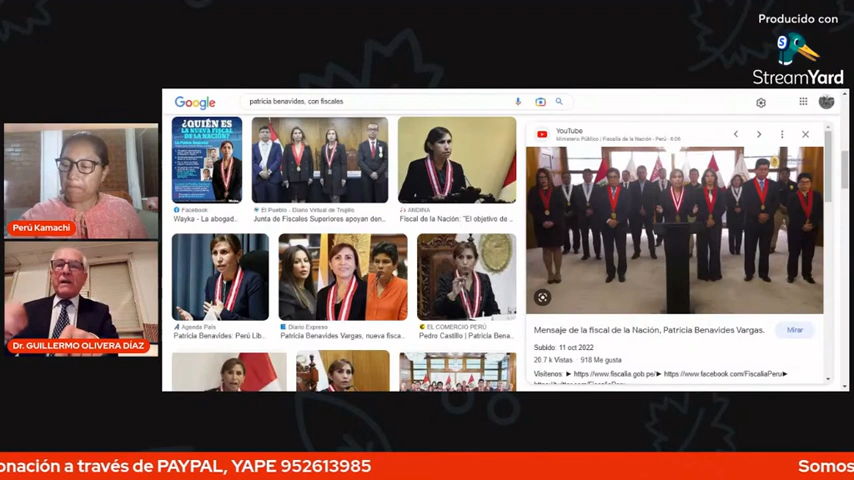 Producido con
StreamYard
Google
patricia benavides, con fiscales
¿QUIÉN ES
LA NUEVA FISCAL
DE LA NACIÓN?
Facebook
Wayka - La abogad...
El Pueblo - Diario Virtual de Trujillo
Junta de Fiscales Superiores apoyan den...
ANDINA
Fiscal de la Nación: "El objetivo de ...
Agenda País
Patricia Benavides: Perú Lib...
Diario Expreso
Patricia Benavides Vargas, nueva fisca...
EL COMERCIO PERÚ
Pedro Castillo | Patricia Bena...
YouTube
Ministerio Público | Fiscalía de la Nación - Perú - 6:06
Mensaje de la fiscal de la Nación, Patricia Benavides Vargas.
Mirar
Subido: 11 oct 2022
20.7 k Vistas 918 Me gusta
Visítenos: ► https://www.fiscalia.gob.pe/► https://www.facebook.com/FiscaliaPeru►
Perú Kamachi
Dr. GUILLERMO OLIVERA DÍAZ
onación a través de PAYPAL, YAPE 952613985
Somos